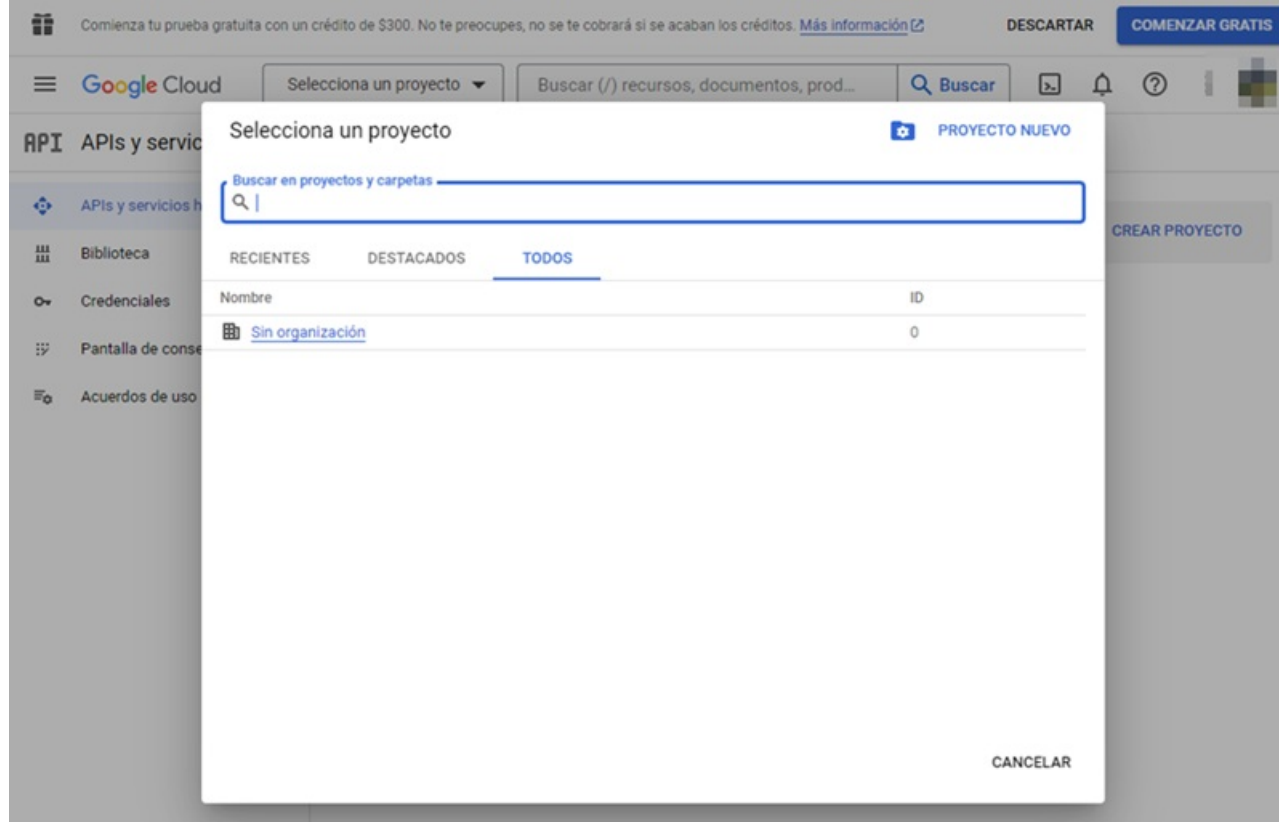 Comienza tu prueba gratuita con un crédito de $300. No te preocupes, no se te cobrará si se acaban los créditos. Más información
DESCARTAR
COMENZAR GRATIS
Google Cloud
Selecciona un proyecto
Buscar (/) recursos, documentos, prod...
Buscar
API APIs y servic
Selecciona un proyecto
PROYECTO NUEVO
Buscar en proyectos y carpetas
APIs y servicios h
CREAR PROYECTO
Biblioteca
RECIENTES
DESTACADOS
TODOS
Credenciales
Nombre
ID
Sin organización
0
Pantalla de conse
Acuerdos de uso
CANCELAR